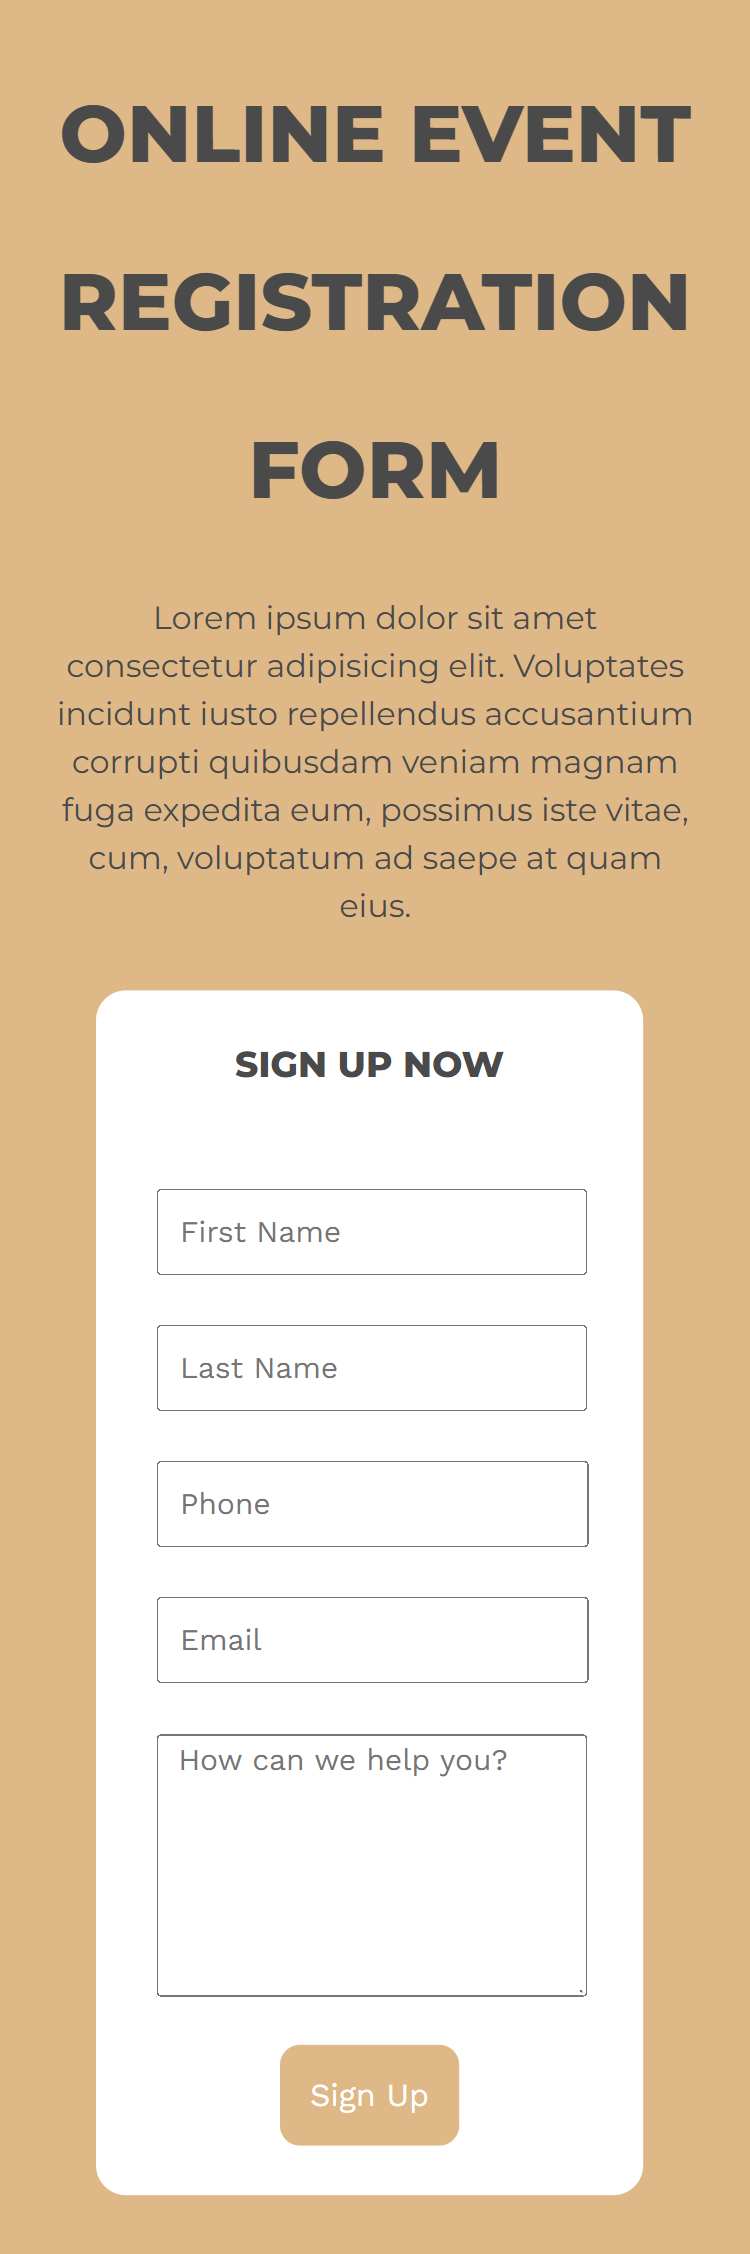 ONLINE EVENT
REGISTRATION
FORM
Lorem ipsum dolor sit amet
consectetur adipisicing elit. Voluptates
incidunt iusto repellendus accusantium
corrupti quibusdam veniam magnam
fuga expedita eum, possimus iste vitae,
cum, voluptatum ad saepe at quam
eius.
SIGN UP NOW
First Name
Last Name
Phone
Email
How can we help you?
Sign Up